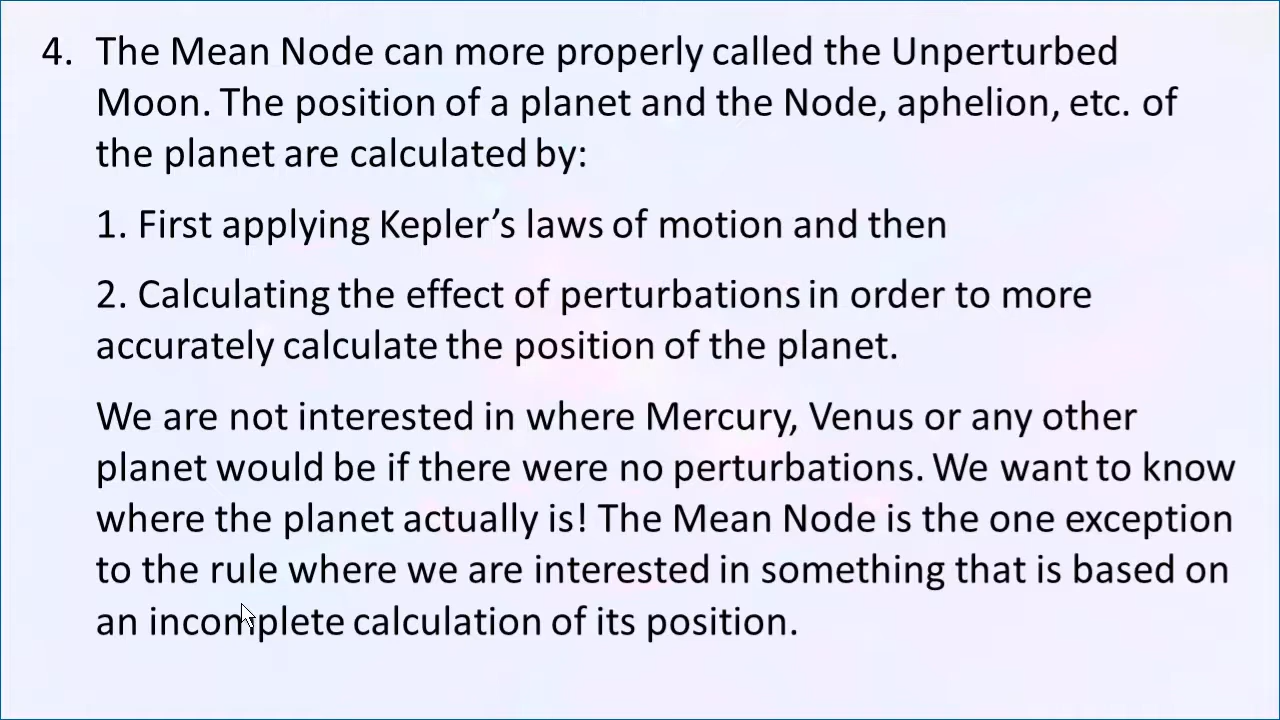 4. The Mean Node can more properly called the Unperturbed
Moon. The position of a planet and the Node, aphelion, etc. of
the planet are calculated by:
1. First applying Kepler’s laws of motion and then
2. Calculating the effect of perturbations in order to more
accurately calculate the position of the planet.
We are not interested in where Mercury, Venus or any other
planet would be if there were no perturbations. We want to know
where the planet actually is! The Mean Node is the one exception
to the rule where we are interested in something that is based on
an incomplete calculation of its position.